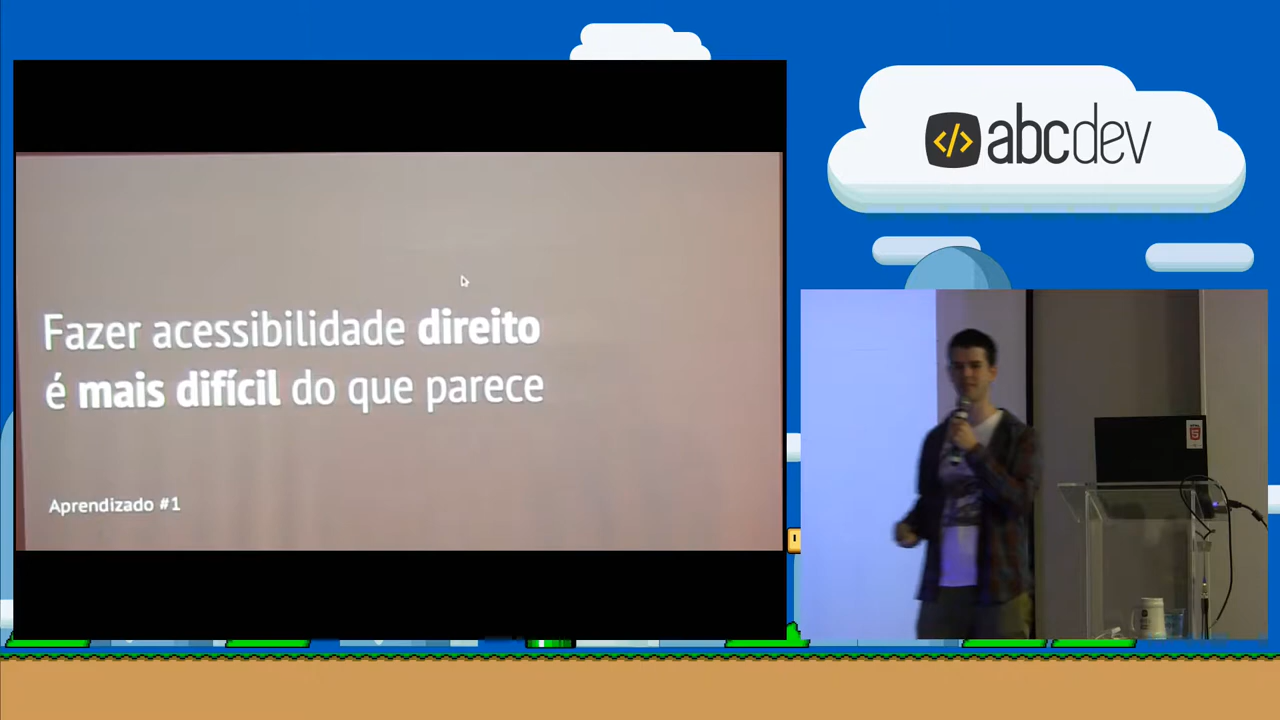 Fazer acessibilidade direito
é mais difícil do que parece
Aprendizado #1
</> abcdev